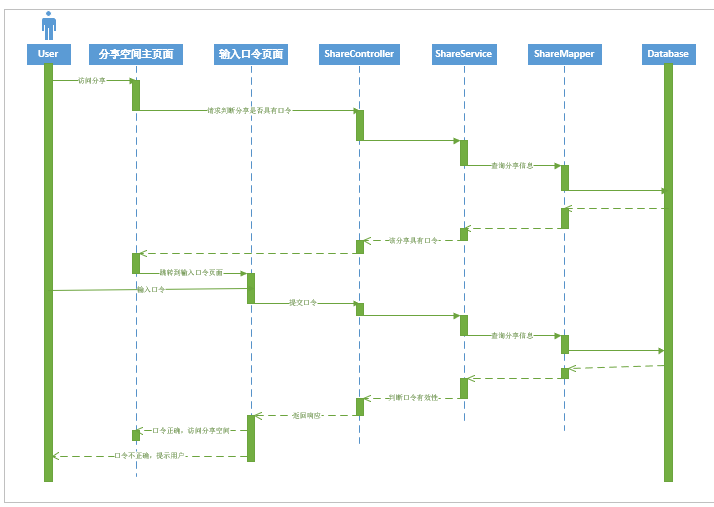 User
分享空间主页面
输入口令页面
ShareController
ShareService
ShareMapper
Database
访问分享
请求判断分享是否具有口令
查询分享信息
该分享具有口令
跳转到输入口令页面
输入口令
提交口令
查询分享信息
判断口令有效性
返回响应
口令正确，访问分享空间
口令不正确，提示用户